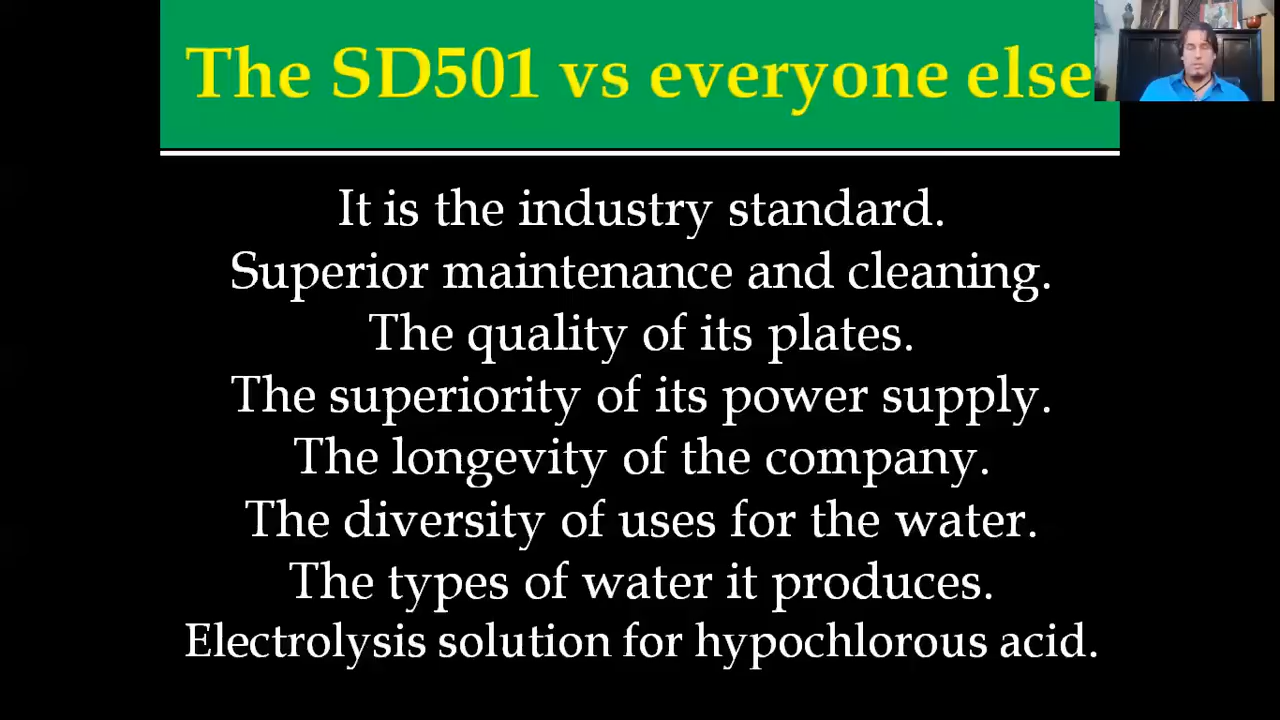 The SD501 vs everyone else
It is the industry standard.
Superior maintenance and cleaning.
The quality of its plates.
The superiority of its power supply.
The longevity of the company.
The diversity of uses for the water.
The types of water it produces.
Electrolysis solution for hypochlorous acid.